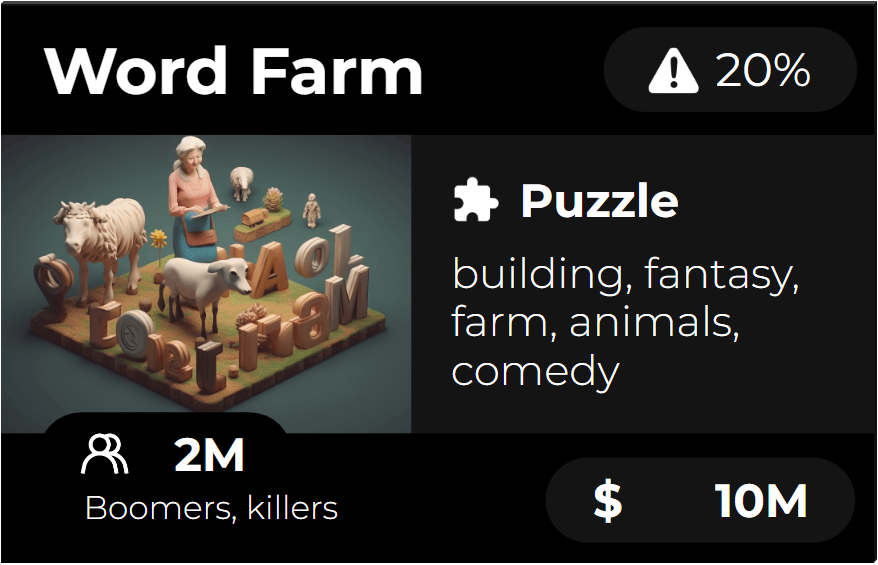 Word Farm
20%
Puzzle
building, fantasy,
farm, animals,
comedy
2M
Boomers, killers
$ 10M